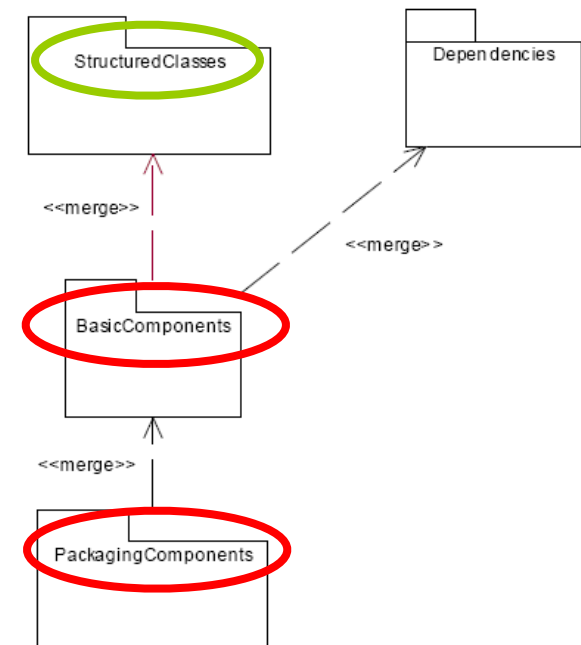 StructuredClasses
Dependencies
<<merge>>
<<merge>>
BasicComponents
<<merge>>
PackagingComponents